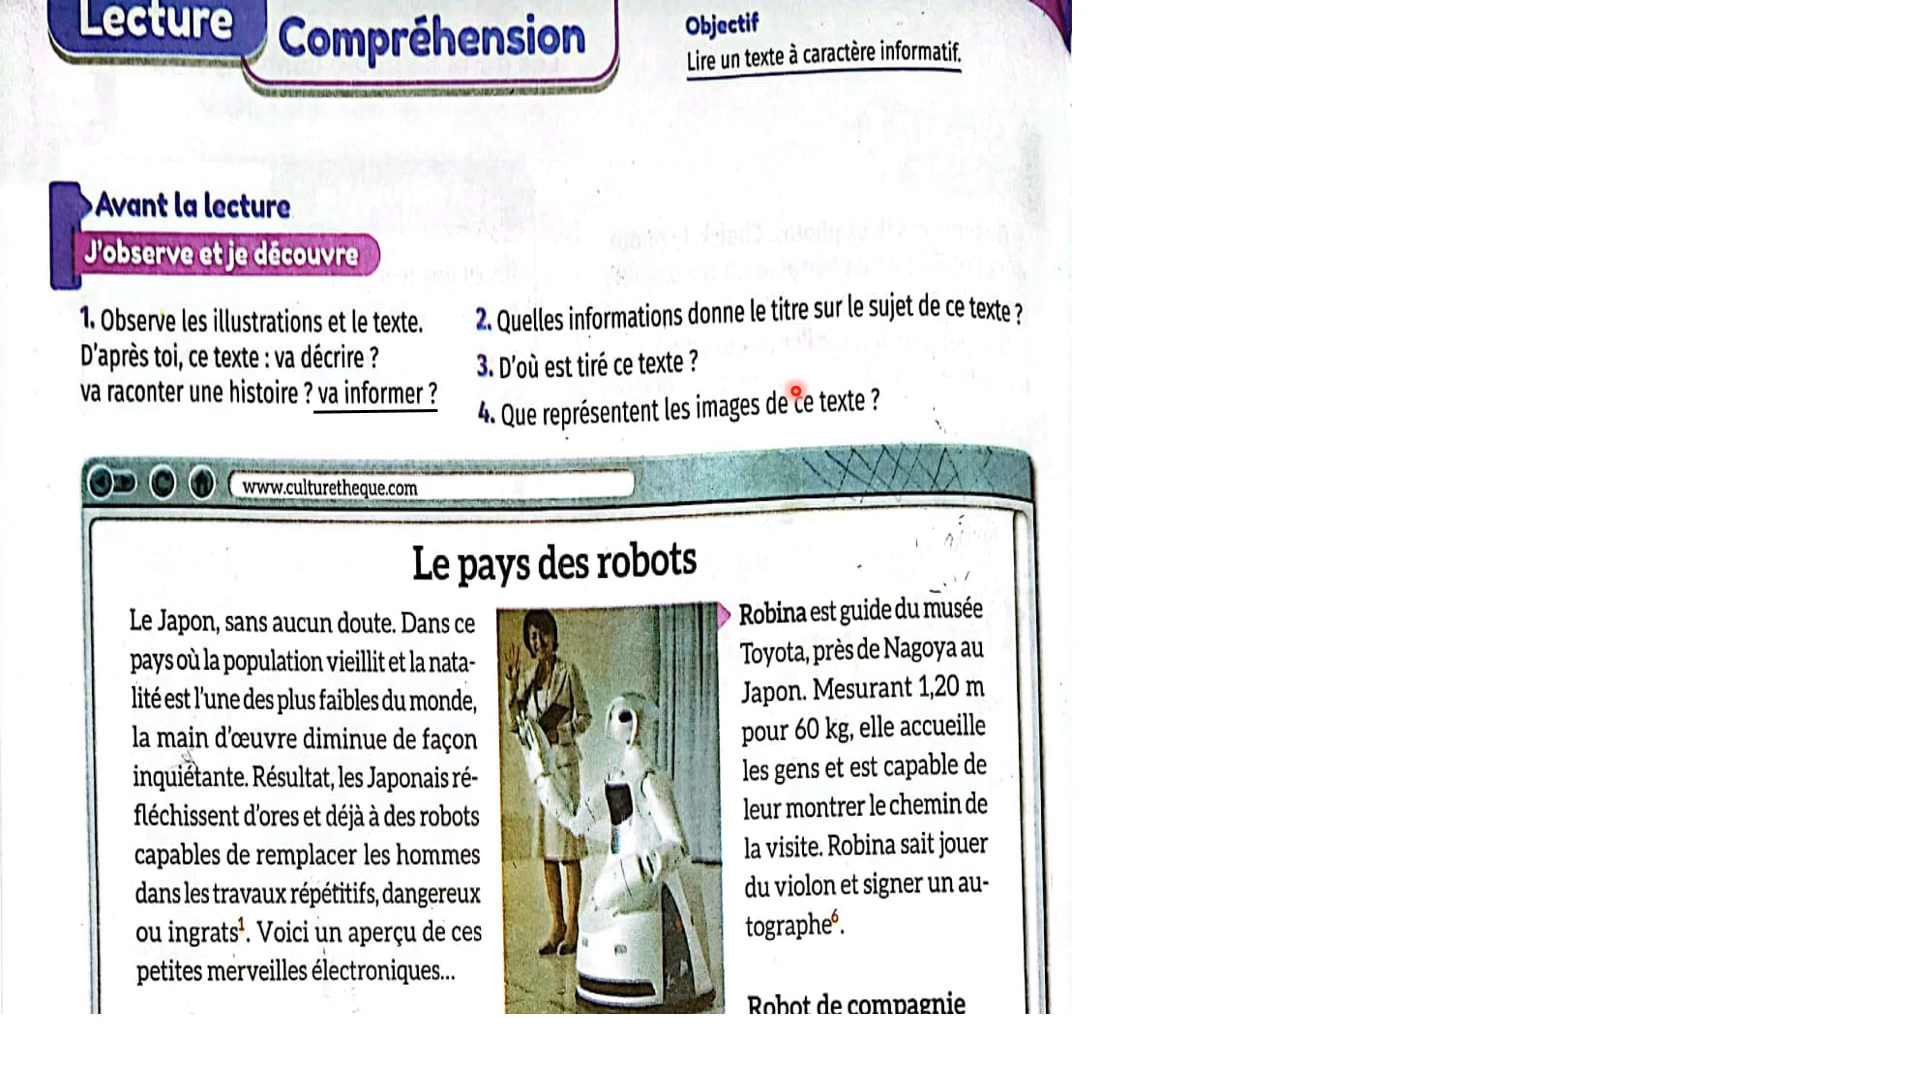 Lecture
Compréhension
Objectif
Lire un texte à caractère informatif.
Avant la lecture
J'observe et je découvre
1. Observe les illustrations et le texte.
D'après toi, ce texte : va décrire ?
va raconter une histoire ? va informer ?
2. Quelles informations donne le titre sur le sujet de ce texte ?
3. D'où est tiré ce texte ?
4. Que représentent les images de ce texte ?
www.culturetheque.com
Le pays des robots
Le Japon, sans aucun doute. Dans ce
pays où la population vieillit et la nata-
lité est l'une des plus faibles du monde,
la main d'œuvre diminue de façon
inquiétante. Résultat, les Japonais ré-
fléchissent d'ores et déjà à des robots
capables de remplacer les hommes
dans les travaux répétitifs, dangereux
ou ingrats¹. Voici un aperçu de ces
petites merveilles électroniques...
Robina est guide du musée
Toyota, près de Nagoya au
Japon. Mesurant 1,20 m
pour 60 kg, elle accueille
les gens et est capable de
leur montrer le chemin de
la visite. Robina sait jouer
du violon et signer un au-
tographe⁶.
Robot de compagnie